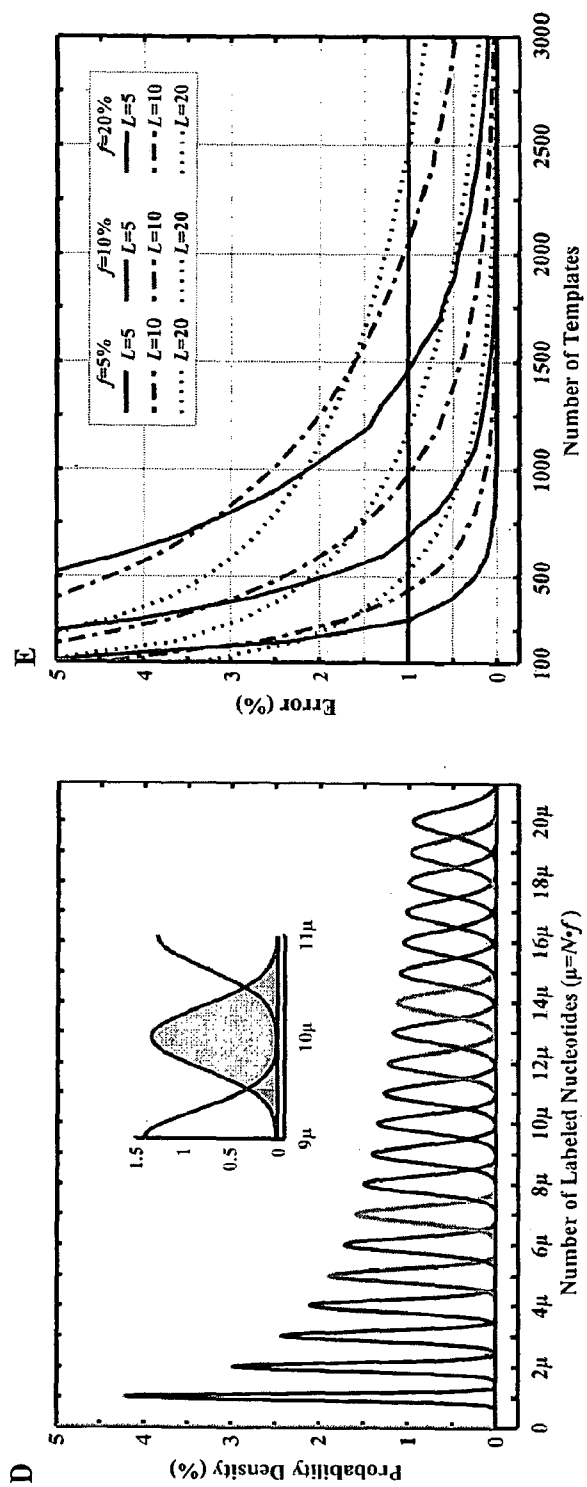 D
Probability Density (%)
5
4
3
2
1
0
0
2μ
4μ
6μ
8μ
10μ
12μ
14μ
16μ
18μ
20μ
Number of Labeled Nucleotides (μ=N•f)
1.5
1
0.5
0
9μ
10μ
11μ
E
Error (%)
5
4
3
2
1
0
100
500
1000
1500
2000
2500
3000
Number of Templates
f=5% f=10% f=20%
L=5 L=5 L=5
L=10 L=10 L=10
L=20 L=20 L=20